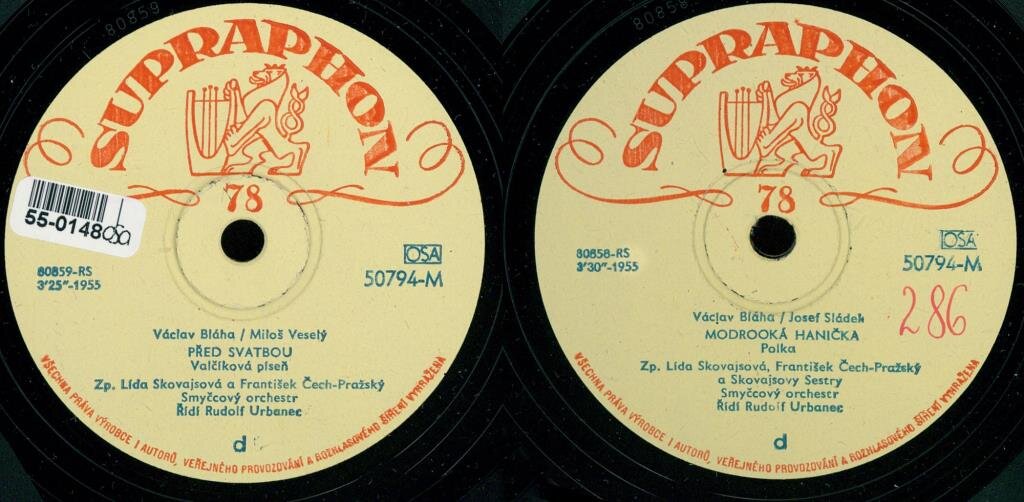 80859
SUPRAPHON
78
55-0148
osa
OSA
80859-RS
3'25"-1955
50794-M
Václav Bláha / Miloš Veselý
PŘED SVATBOU
Valčíková píseň
Zp. Lída Skovajsová a František Čech-Pražský
Smyčcový orchestr
Řídí Rudolf Urbanec
d
VŠECHNA PRÁVA VÝROBCE I AUTORŮ, VEŘEJNÉHO PROVOZOVÁNÍ A ROZHLASOVÉHO ŠÍŘENÍ VYHRAŽENA
80858
SUPRAPHON
78
OSA
80858-RS
3'30"-1955
50794-M
286
Václav Bláha / Josef Sládek
MODROOKÁ HANIČKA
Polka
Zp. Lída Skovajsová, František Čech-Pražský
a Skovajsovy Sestry
Smyčcový orchestr
Řídí Rudolf Urbanec
d
VŠECHNA PRÁVA VÝROBCE I AUTORŮ, VEŘEJNÉHO PROVOZOVÁNÍ A ROZHLASOVÉHO ŠÍŘENÍ VYHRAŽENA